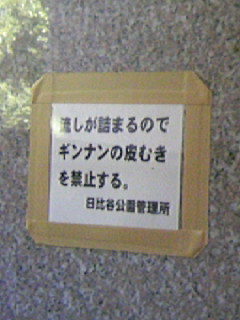 流しが詰まるので
ギンナンの皮むき
を禁止する。
日比谷公園管理所